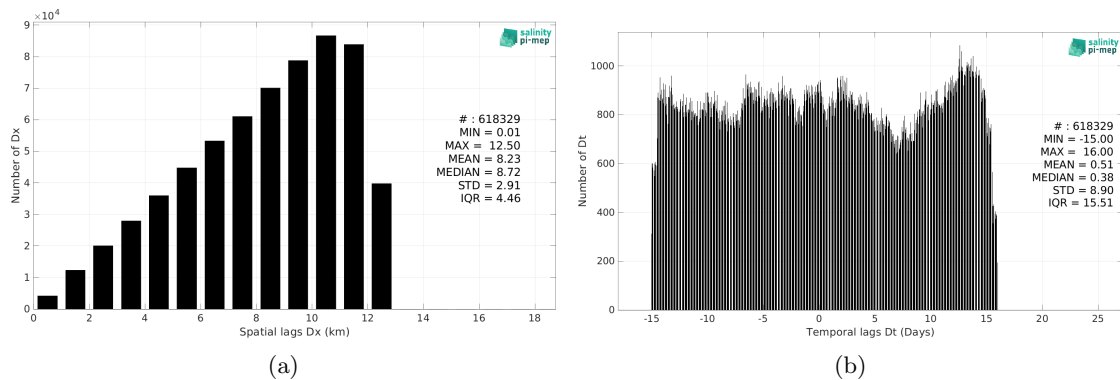 ×10⁴
9
8
7
6
5
4
3
2
1
0
Number of Dx
salinity
pi-mep
# : 618329
MIN = 0.01
MAX = 12.50
MEAN = 8.23
MEDIAN = 8.72
STD = 2.91
IQR = 4.46
0 2 4 6 8 10 12 14 16 18
Spatial lags Dx (km)
(a)
1000
800
600
400
200
0
Number of Dt
salinity
pi-mep
# : 618329
MIN = -15.00
MAX = 16.00
MEAN = 0.51
MEDIAN = 0.38
STD = 8.90
IQR = 15.51
-15 -10 -5 0 5 10 15 20 25
Temporal lags Dt (Days)
(b)